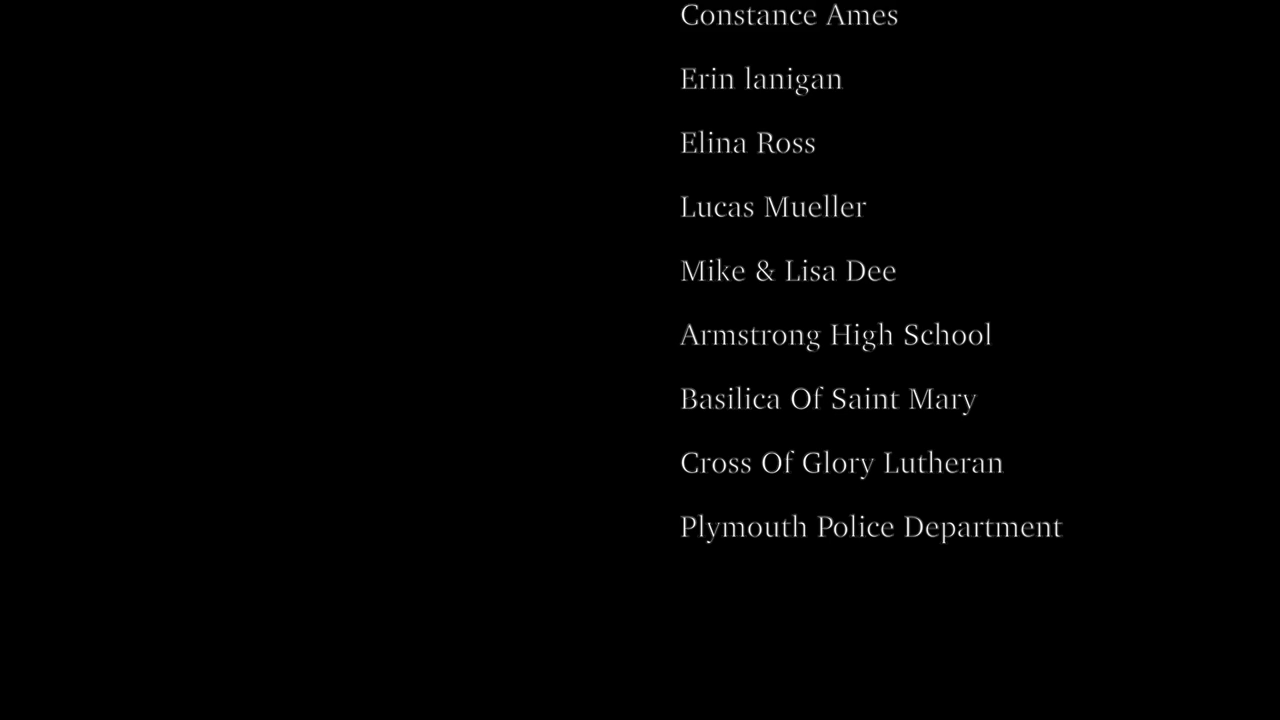 Constance Ames
Erin lanigan
Elina Ross
Lucas Mueller
Mike & Lisa Dee
Armstrong High School
Basilica Of Saint Mary
Cross Of Glory Lutheran
Plymouth Police Department